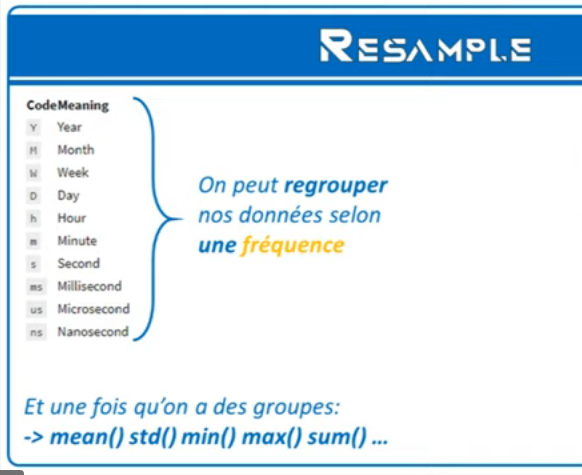 RESAMPLE
Code Meaning
Y Year
M Month
W Week
D Day
h Hour
m Minute
s Second
ms Millisecond
us Microsecond
ns Nanosecond
On peut regrouper
nos données selon
une fréquence
Et une fois qu'on a des groupes:
-> mean() std() min() max() sum() ...